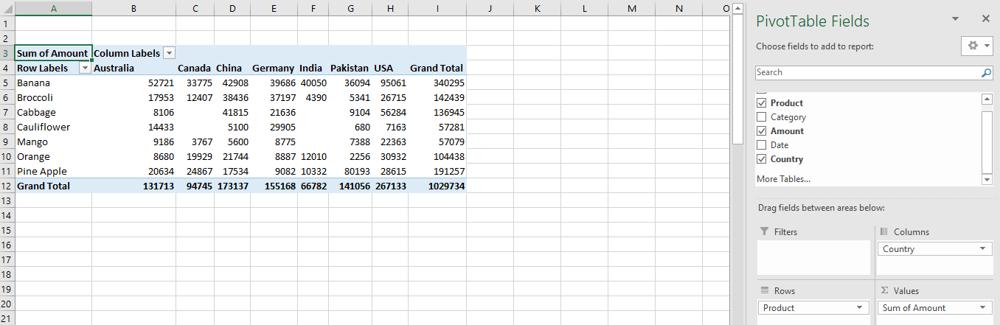 A B C D E F G H I J K L M N O
1
2
3 Sum of Amount Column Labels
4 Row Labels Australia Canada China Germany India Pakistan USA Grand Total
5 Banana 52721 33775 42908 39686 40050 36094 95061 340295
6 Broccoli 17953 12407 38436 37197 4390 5341 26715 142439
7 Cabbage 8106 41815 21636 9104 56284 136945
8 Cauliflower 14433 5100 29905 680 7163 57281
9 Mango 9186 3767 5600 8775 7388 22363 57079
10 Orange 8680 19929 21744 8887 12010 2256 30932 104438
11 Pine Apple 20634 24867 17534 9082 10332 80193 28615 191257
12 Grand Total 131713 94745 173137 155168 66782 141056 267133 1029734
13
14
15
16
17
18
19
20
21
PivotTable Fields
Choose fields to add to report:
Search
Product
Category
Amount
Date
Country
More Tables...
Drag fields between areas below:
Filters
Columns
Country
Rows
Product
Σ Values
Sum of Amount